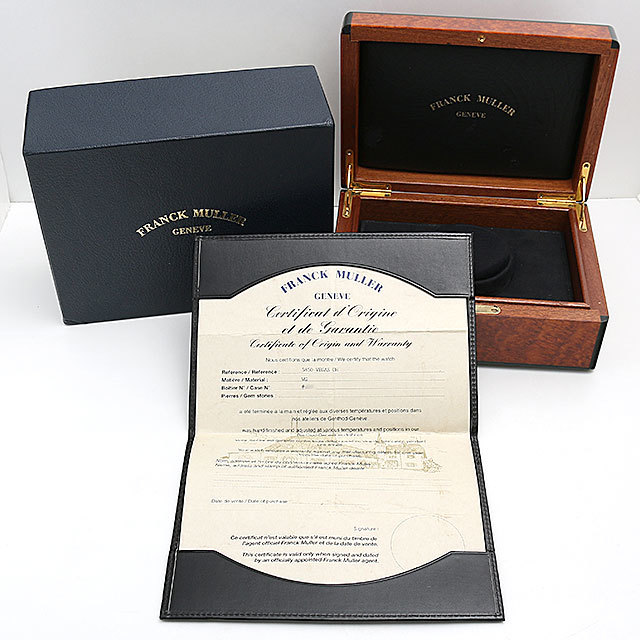 FRANCK MULLER
GENEVE
FRANCK MULLER
GENEVE
FRANCK MULLER
GENEVE
Certificat d'Origine
et de Garantie
Certificate of Origin and Warranty
Nous certifions que la montre / We certify that the watch
Reference / Reference : 5850 VEGAS CH
Matière / Material : WG
Boîtier N° / Case N°
Pierres / Gem stones
a été terminée à la main et réglée aux diverses températures et positions dans
nos ateliers de Genthod-Genève.
was hand finished and adjusted at various temperatures and positions in our
Date de vente / Date of purchase
Signature :
Ce certificat n'est valable que s'il est muni du timbre de
l'agent officiel Franck Muller et de la date de vente.
This certificate is valid only when signed and dated
by an officially appointed Franck Muller agent.